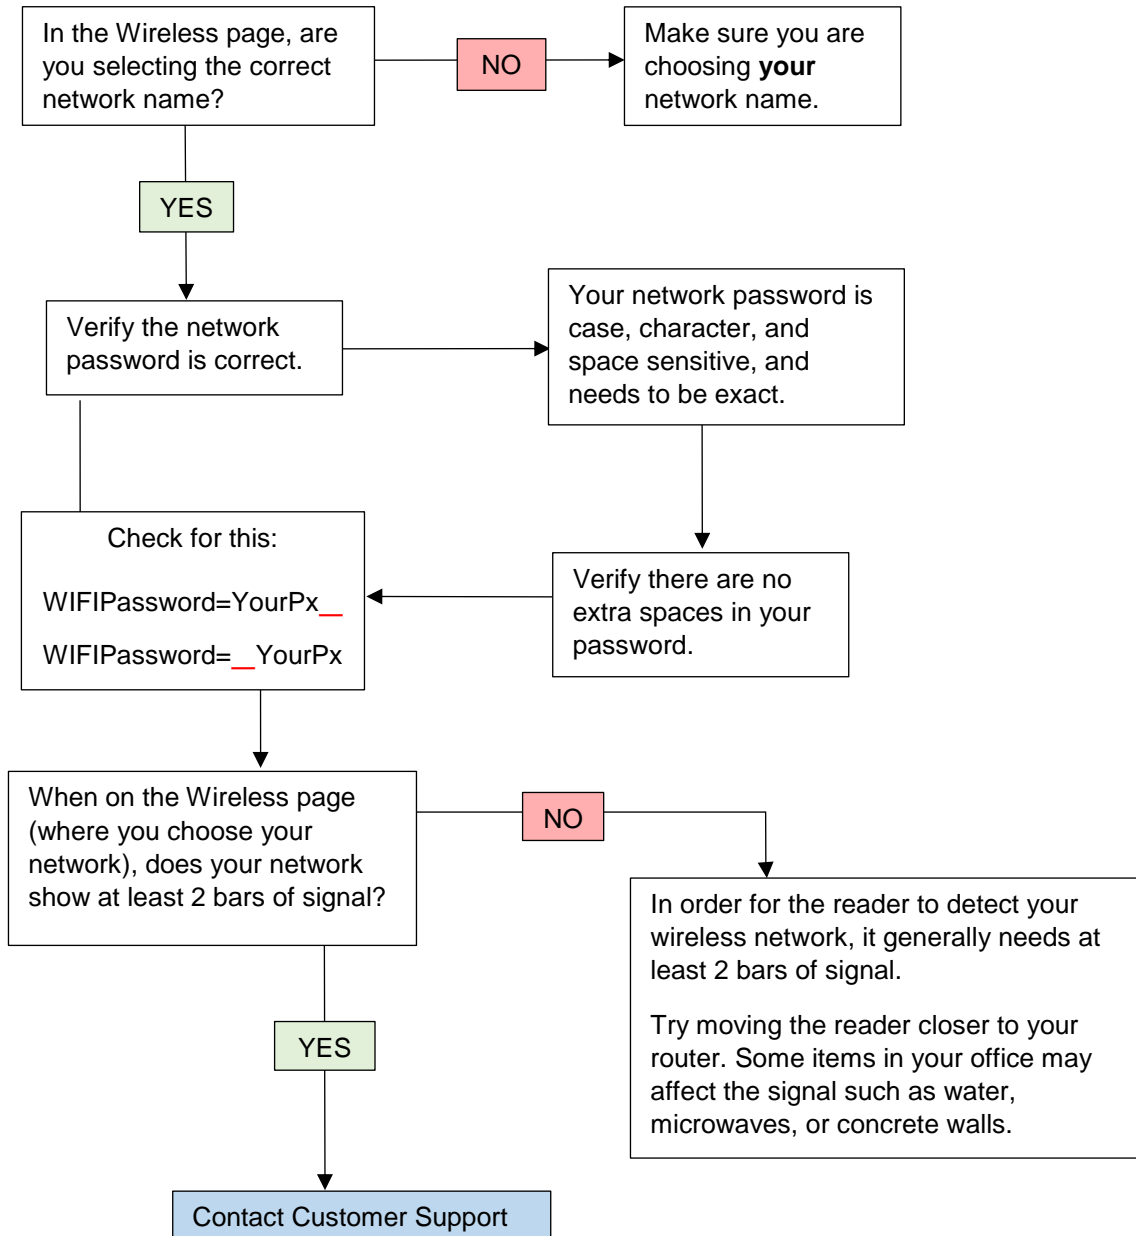 In the Wireless page, are
you selecting the correct
network name?
NO
Make sure you are
choosing your
network name.
YES
Verify the network
password is correct.
Your network password is
case, character, and
space sensitive, and
needs to be exact.
Verify there are no
extra spaces in your
password.
Check for this:
WIFIPassword=YourPx__
WIFIPassword=__YourPx
When on the Wireless page
(where you choose your
network), does your network
show at least 2 bars of signal?
NO
In order for the reader to detect your
wireless network, it generally needs at
least 2 bars of signal.
Try moving the reader closer to your
router. Some items in your office may
affect the signal such as water,
microwaves, or concrete walls.
YES
Contact Customer Support